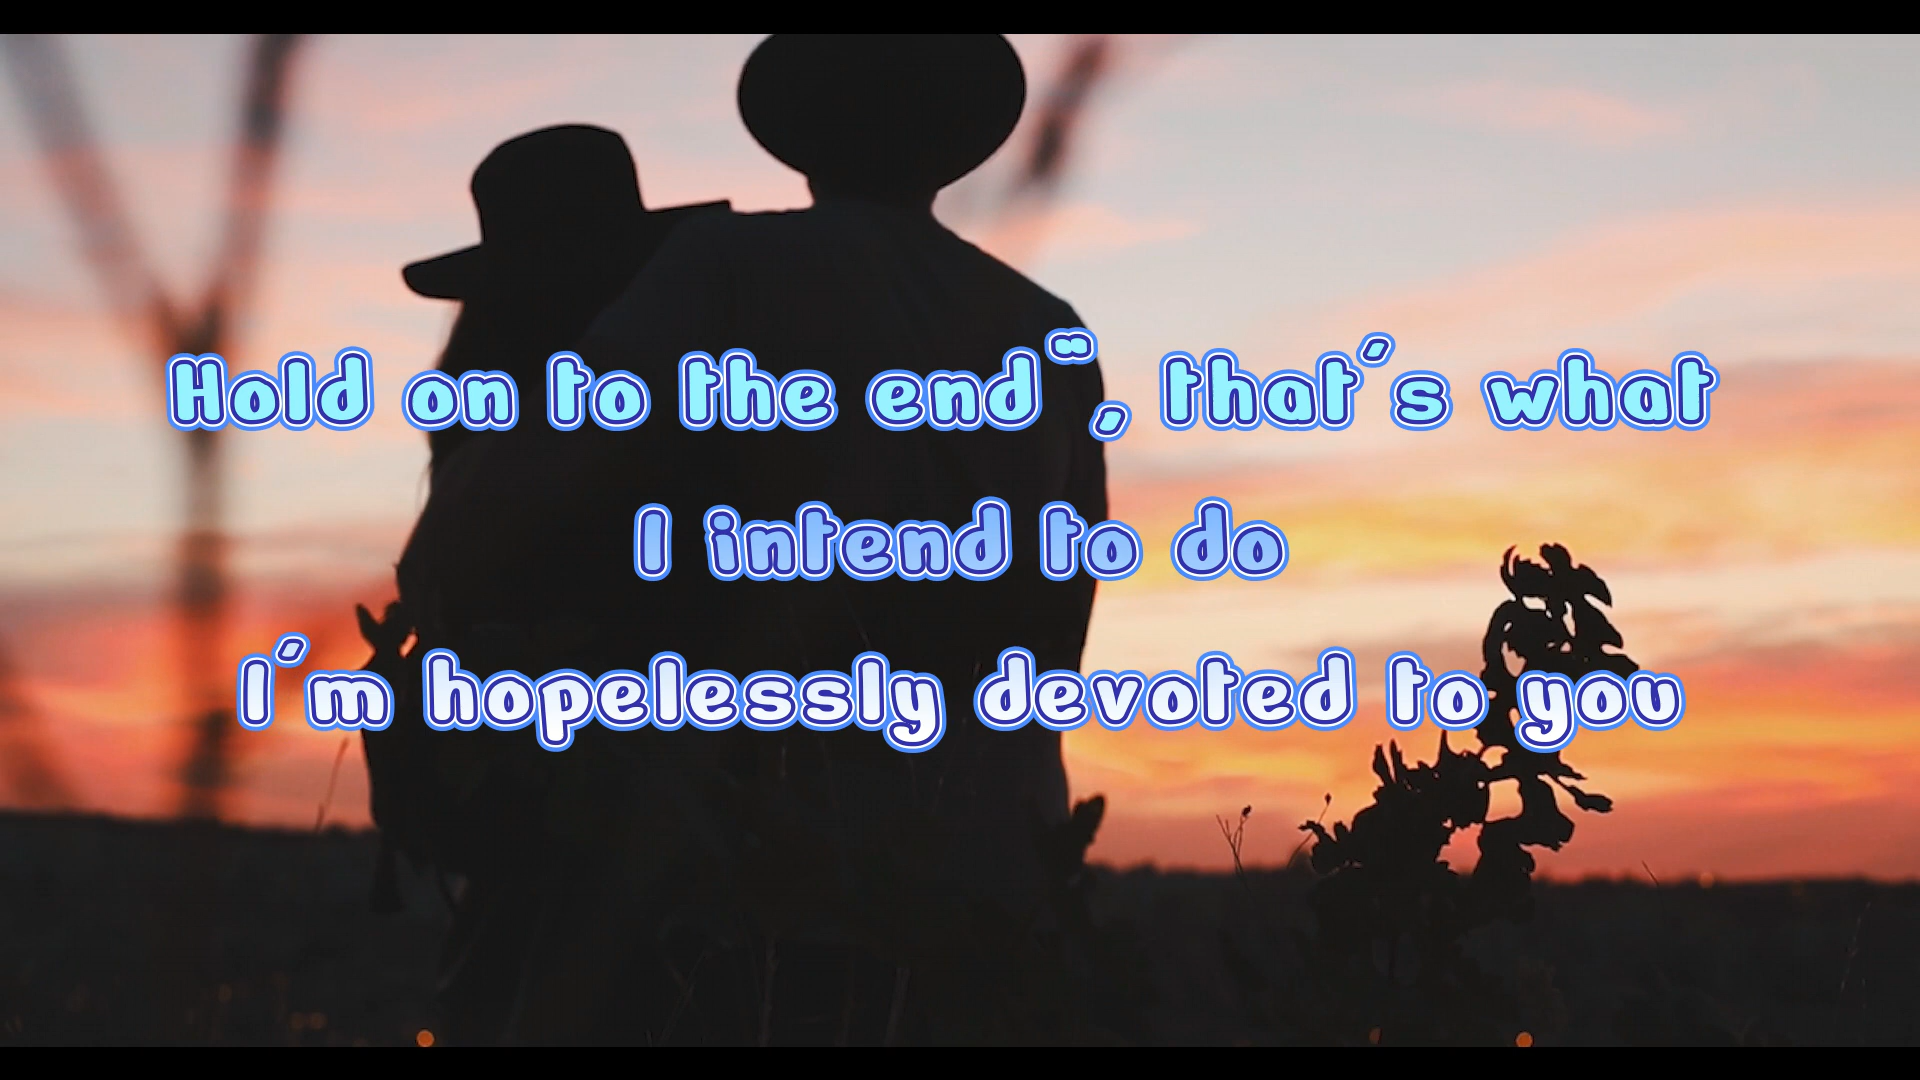 Hold on to the end", that's what
I intend to do
I'm hopelessly devoted to you